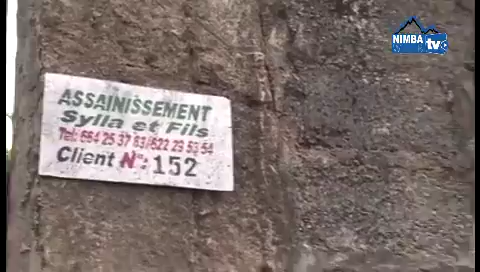 NIMBA
tv
ASSAINISSEMENT
Sylla et Fils
Tel: 664 25 37 83/622 29 53 54
Client N°: 152